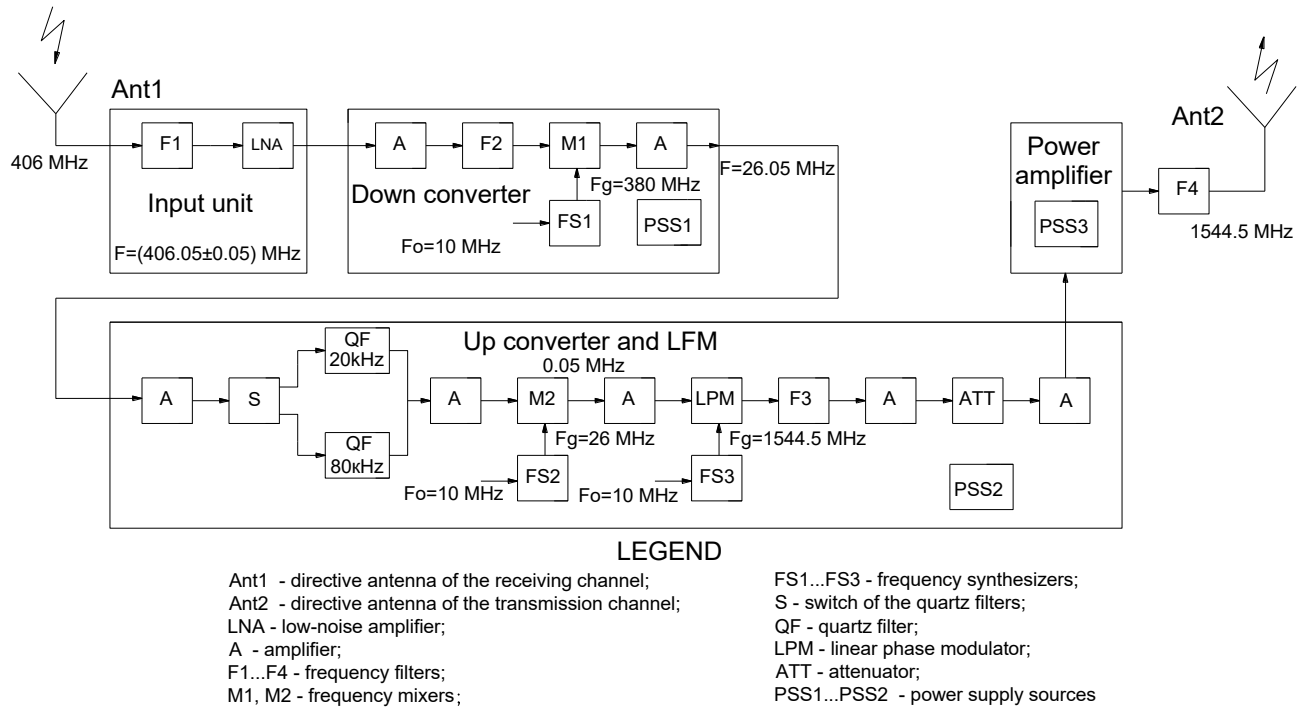 Ant1
406 MHz
F1
LNA
Input unit
F=(406.05±0.05) MHz
A
F2
M1
A
Down converter
Fg=380 MHz
FS1
PSS1
Fo=10 MHz
F=26.05 MHz
Power
amplifier
PSS3
Ant2
F4
1544.5 MHz
Up converter and LFM
A
S
QF
20kHz
QF
80кHz
A
M2
0.05 MHz
A
LPM
F3
A
ATT
A
Fg=26 MHz
Fg=1544.5 MHz
FS2
FS3
Fo=10 MHz
Fo=10 MHz
PSS2
LEGEND
Ant1 - directive antenna of the receiving channel;
Ant2 - directive antenna of the transmission channel;
LNA - low-noise amplifier;
A - amplifier;
F1...F4 - frequency filters;
M1, M2 - frequency mixers;
FS1...FS3 - frequency synthesizers;
S - switch of the quartz filters;
QF - quartz filter;
LPM - linear phase modulator;
ATT - attenuator;
PSS1...PSS2 - power supply sources